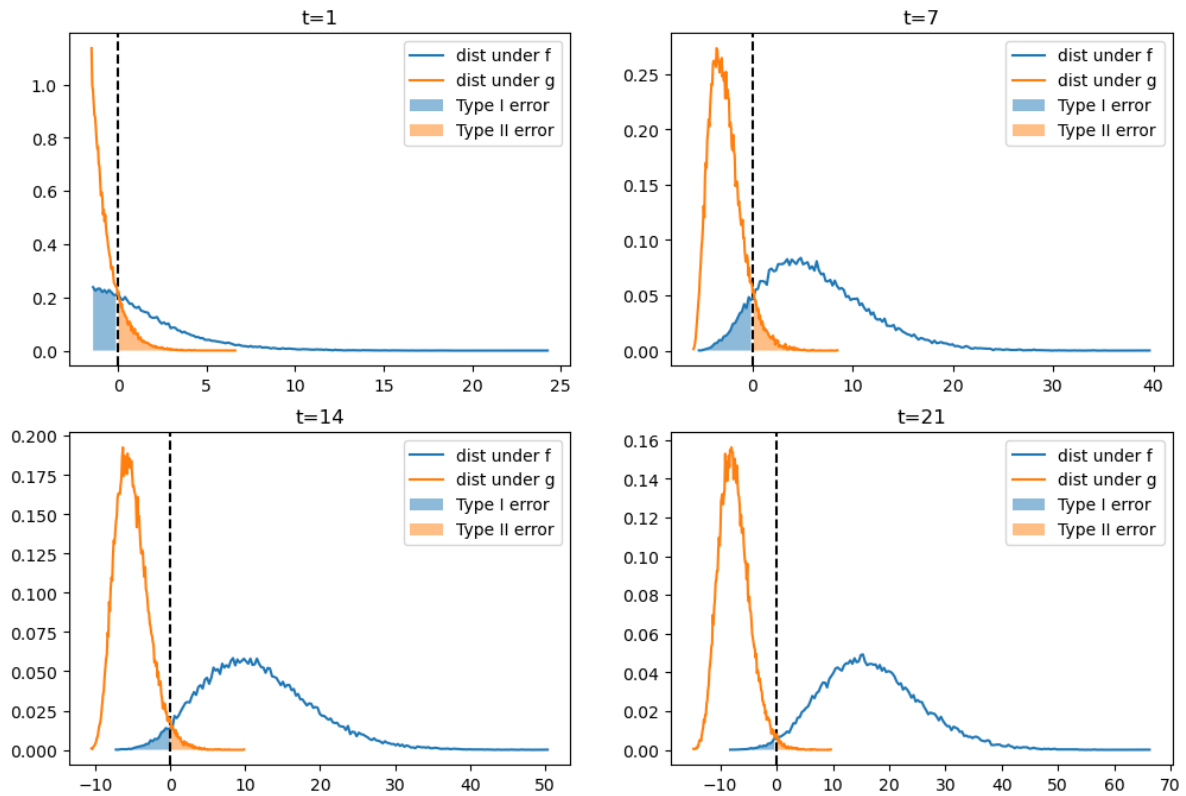 t=1
dist under f
dist under g
Type I error
Type II error
1.0
0.8
0.6
0.4
0.2
0.0
0 5 10 15 20 25
t=7
dist under f
dist under g
Type I error
Type II error
0.25
0.20
0.15
0.10
0.05
0.00
0 10 20 30 40
t=14
dist under f
dist under g
Type I error
Type II error
0.200
0.175
0.150
0.125
0.100
0.075
0.050
0.025
0.000
−10 0 10 20 30 40 50
t=21
dist under f
dist under g
Type I error
Type II error
0.16
0.14
0.12
0.10
0.08
0.06
0.04
0.02
0.00
−10 0 10 20 30 40 50 60 70